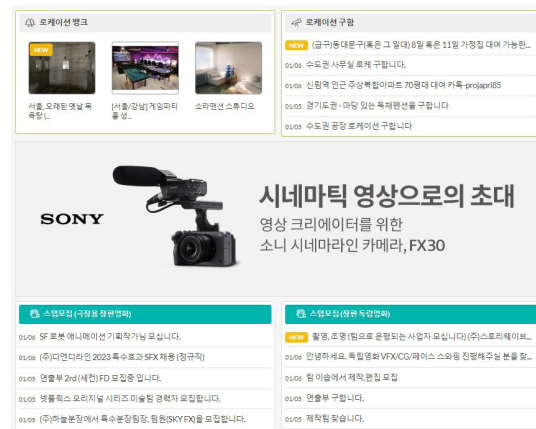 로케이션 뱅크
NEW
서울, 오래된 옛날 목
욕탕 (...
[서울/강남] 게임파티
룸 생...
소라맨션 스튜디오
로케이션 구함
NEW (급구)동대문구(혹은 그 일대) 8일 혹은 11일 가정집 대여 가능한...
01/06 수도권 사무실 로케 구합니다.
01/06 신림역 인근 주상복합아파트 70평대 대여 카톡-projapri85
01/05 경기도권 - 마당 있는 독채펜션을 구합니다
01/05 수도권 공장 로케이션 구합니다
SONY
시네마틱 영상으로의 초대
영상 크리에이터를 위한
소니 시네마라인 카메라, FX30
스탭모집 (극장용 장편영화)
01/06 SF 로봇 애니메이션 기획작가님 모십니다.
01/06 (주)디엔디라인 2023 특수효과 SFX 채용 (정규직)
01/05 연출부 2rd (세컨) FD 모집중 입니다.
01/05 넷플릭스 오리지널 시리즈 미술팀 경력자 모집합니다.
01/05 (주)하늘분장에서 특수분장팀장, 팀원(SKY FX)을 모집합니다.
스탭모집 (장편 독립영화)
NEW 촬영, 조명 (팀으로 운행되는 사업자 모십니다) (주)스토리웨이브...
01/06 안녕하세요. 독립영화 VFX/CG/페이스 스와핑 진행해주실 분을 찾...
01/06 팀 이솝에서 제작,편집 모집
01/05 연출부 구합니다.
01/05 제작팀 찾습니다.